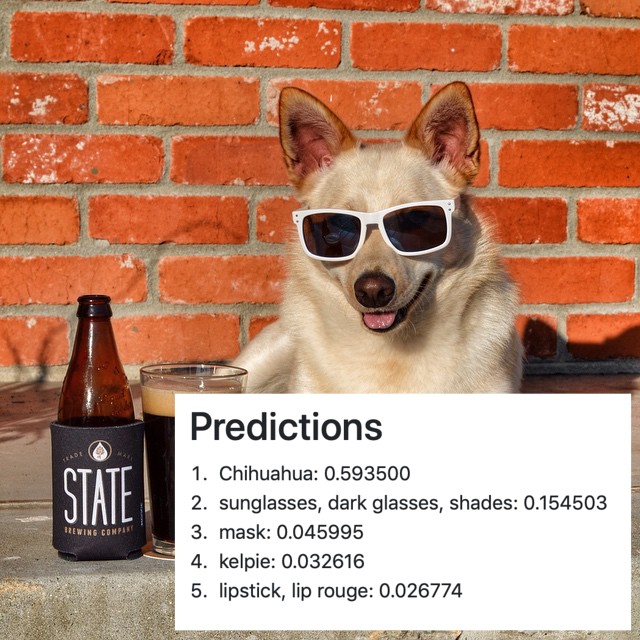 TRADE MARK
STATE
BREWING COMPANY
Predictions
1. Chihuahua: 0.593500
2. sunglasses, dark glasses, shades: 0.154503
3. mask: 0.045995
4. kelpie: 0.032616
5. lipstick, lip rouge: 0.026774